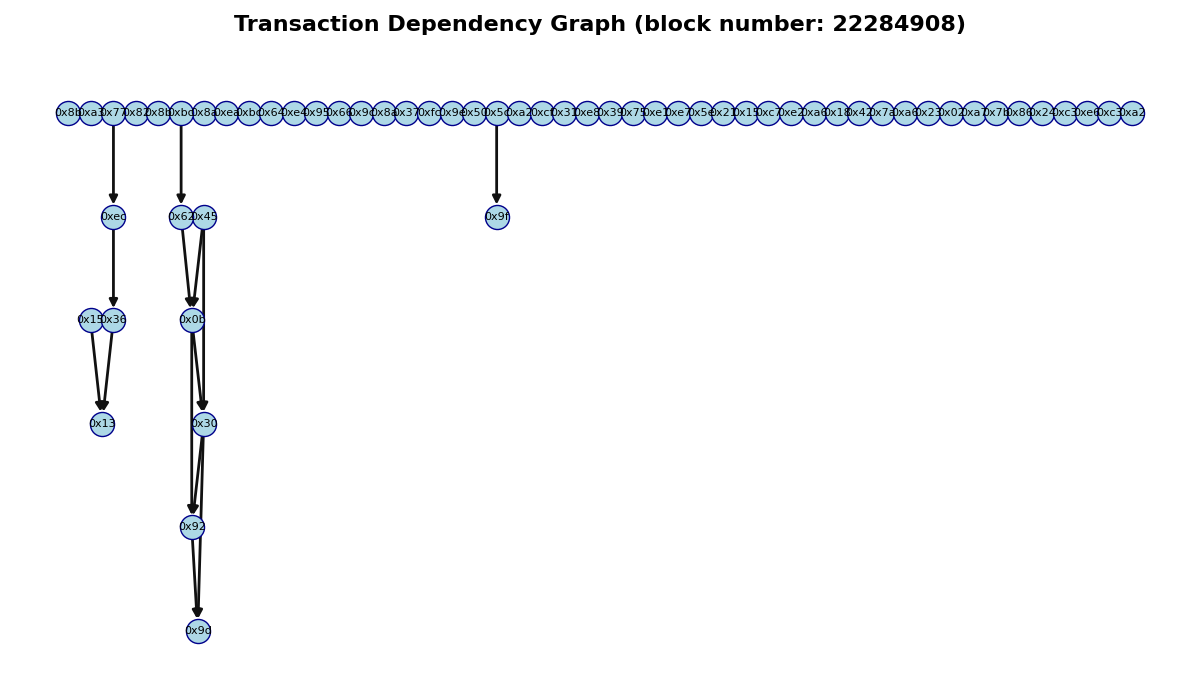 Transaction Dependency Graph (block number: 22284908)
0x8b 0xa3 0x77 0x82 0x8b 0xbd 0x8a 0xea 0xbc 0x64 0xe4 0x95 0x66 0x9c 0x8a 0x37 0xfc 0x9e 0x50 0x5c 0xa2 0xcf 0x31 0xe8 0x39 0x75 0xe1 0xe7 0x5e 0x21 0x15 0xc7 0xe2 0xa6 0x18 0x42 0x7a 0xa6 0x23 0x02 0xa7 0x7b 0x86 0x24 0xc3 0xe6 0xc3 0xa2
0xec 0x62 0x45 0x9f
0x15 0x36 0x0b
0x13 0x30
0x92
0x9d